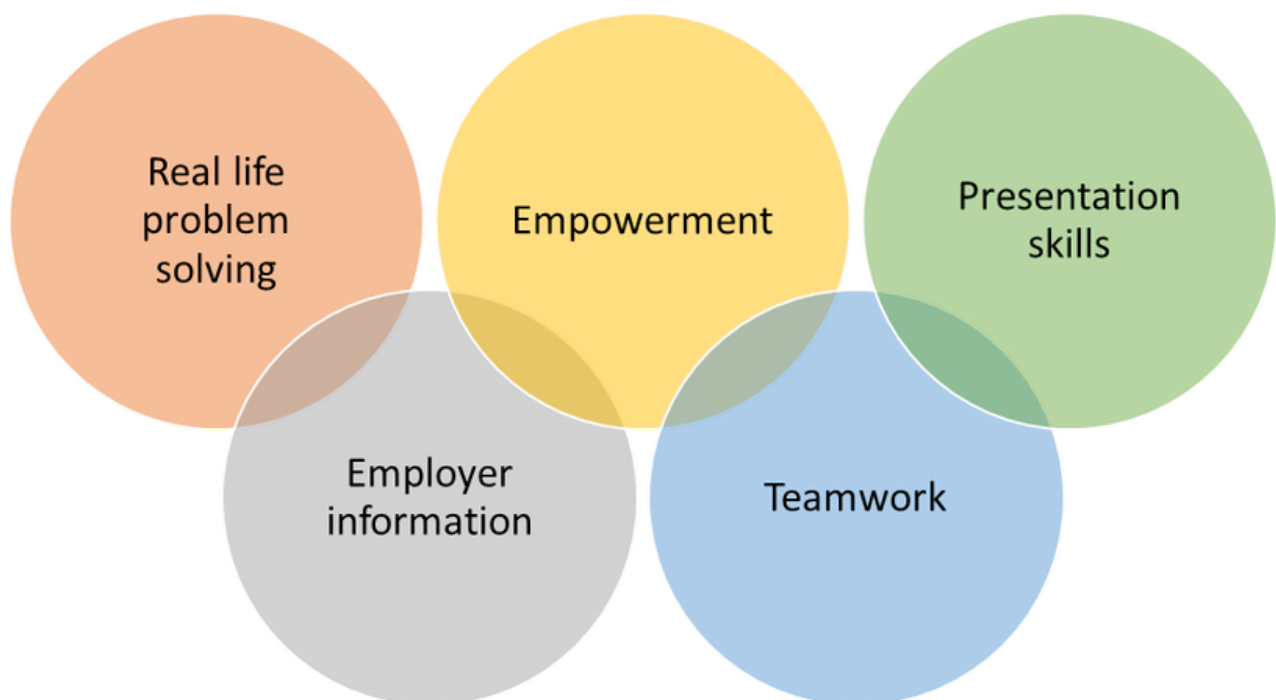 Real life
problem
solving
Empowerment
Presentation
skills
Employer
information
Teamwork